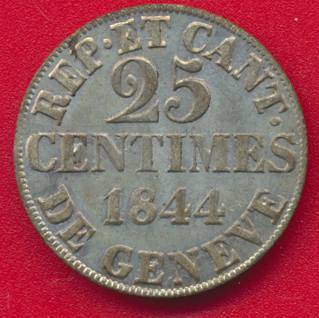 REP. ET CANT.
25
CENTIMES
1844
DE GENEVE